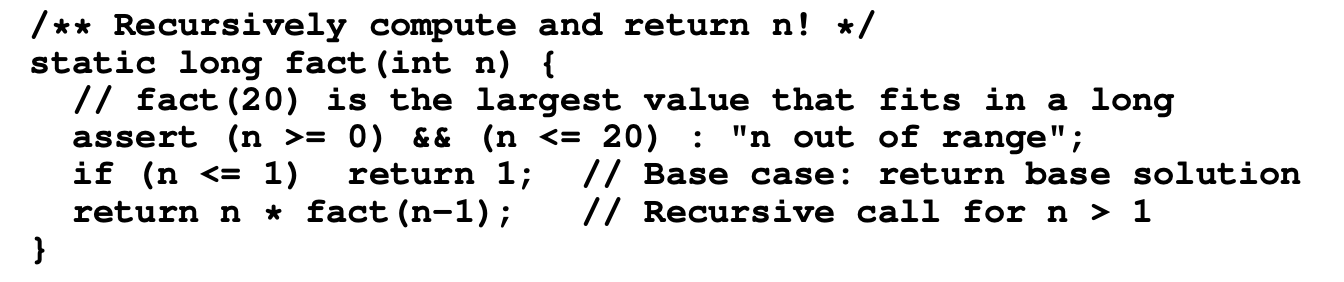 /** Recursively compute and return n! */
static long fact(int n) {
  // fact(20) is the largest value that fits in a long
  assert (n >= 0) && (n <= 20) : "n out of range";
  if (n <= 1)  return 1;  // Base case: return base solution
  return n * fact(n-1);   // Recursive call for n > 1
}